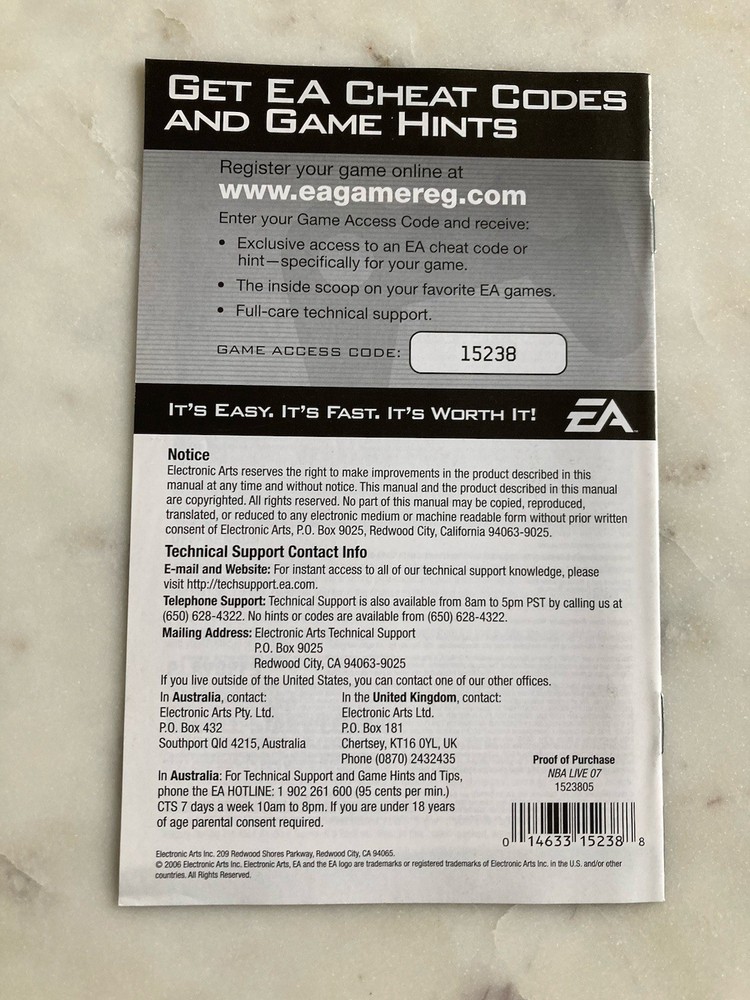 GET EA CHEAT CODES
AND GAME HINTS
Register your game online at
www.eagamereg.com
Enter your Game Access Code and receive:
• Exclusive access to an EA cheat code or
hint—specifically for your game.
• The inside scoop on your favorite EA games.
• Full-care technical support.
GAME ACCESS CODE: 15238
IT'S EASY. IT'S FAST. IT'S WORTH IT! EA
Notice
Electronic Arts reserves the right to make improvements in the product described in this
manual at any time and without notice. This manual and the product described in this manual
are copyrighted. All rights reserved. No part of this manual may be copied, reproduced,
translated, or reduced to any electronic medium or machine readable form without prior written
consent of Electronic Arts, P.O. Box 9025, Redwood City, California 94063-9025.
Technical Support Contact Info
E-mail and Website: For instant access to all of our technical support knowledge, please
visit http://techsupport.ea.com.
Telephone Support: Technical Support is also available from 8am to 5pm PST by calling us at
(650) 628-4322. No hints or codes are available from (650) 628-4322.
Mailing Address: Electronic Arts Technical Support
P.O. Box 9025
Redwood City, CA 94063-9025
If you live outside of the United States, you can contact one of our other offices.
In Australia, contact:
Electronic Arts Pty. Ltd.
P.O. Box 432
Southport Qld 4215, Australia
In the United Kingdom, contact:
Electronic Arts Ltd.
P.O. Box 181
Chertsey, KT16 0YL, UK
Phone (0870) 2432435
In Australia: For Technical Support and Game Hints and Tips,
phone the EA HOTLINE: 1 902 261 600 (95 cents per min.)
CTS 7 days a week 10am to 8pm. If you are under 18 years
of age parental consent required.
Proof of Purchase
NBA LIVE 07
1523805
0 14633 15238 8
Electronic Arts Inc. 209 Redwood Shores Parkway, Redwood City, CA 94065.
© 2006 Electronic Arts Inc. Electronic Arts, EA and the EA logo are trademarks or registered trademarks of Electronic Arts Inc. in the U.S. and/or other
countries. All Rights Reserved.